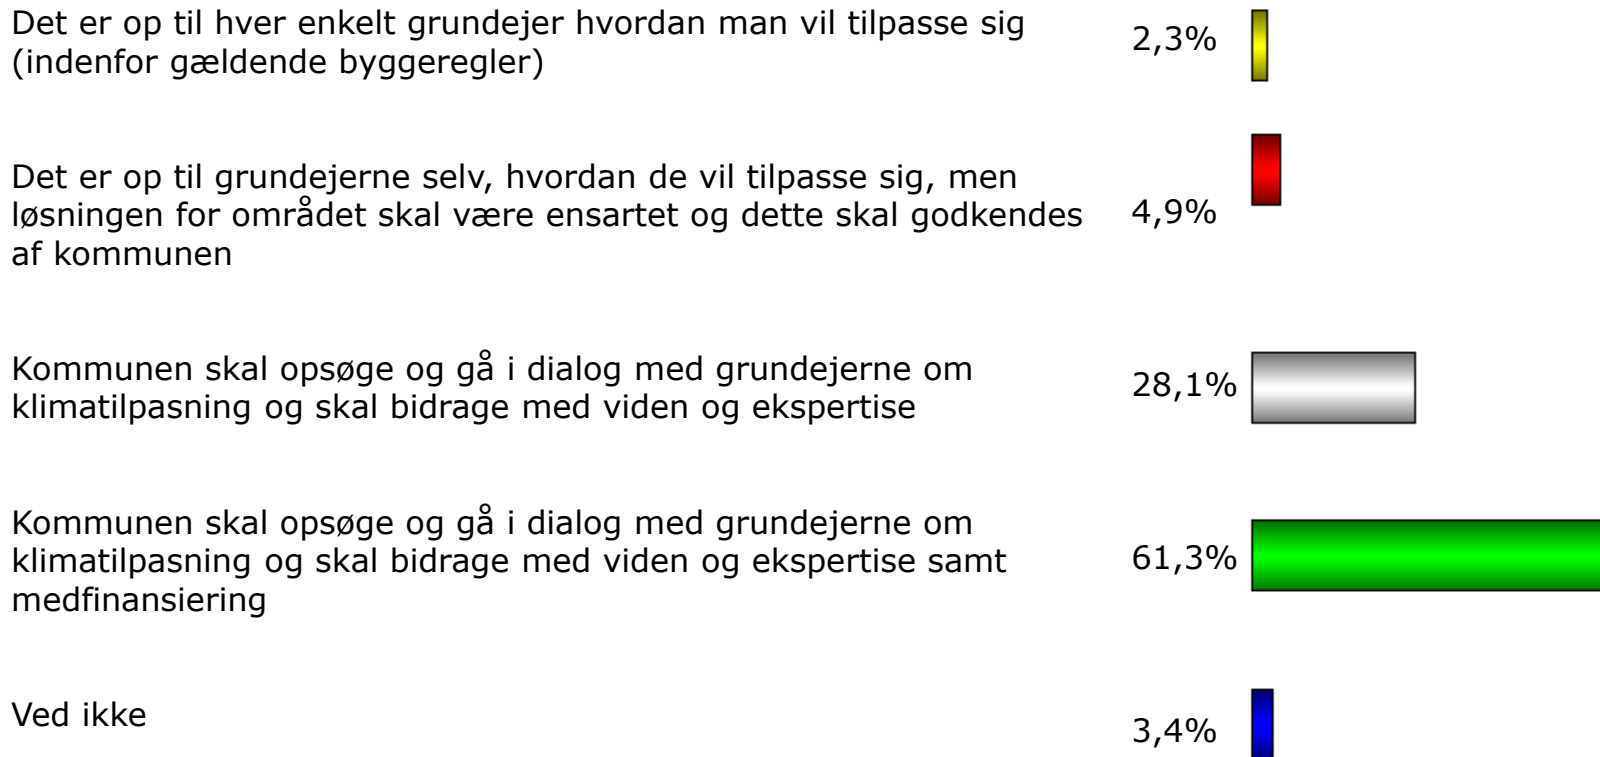 Det er op til hver enkelt grundejer hvordan man vil tilpasse sig
(indenfor gældende byggeregler)
2,3%
Det er op til grundejerne selv, hvordan de vil tilpasse sig, men
løsningen for området skal være ensartet og dette skal godkendes
af kommunen
4,9%
Kommunen skal opsøge og gå i dialog med grundejerne om
klimatilpasning og skal bidrage med viden og ekspertise
28,1%
Kommunen skal opsøge og gå i dialog med grundejerne om
klimatilpasning og skal bidrage med viden og ekspertise samt
medfinansiering
61,3%
Ved ikke
3,4%